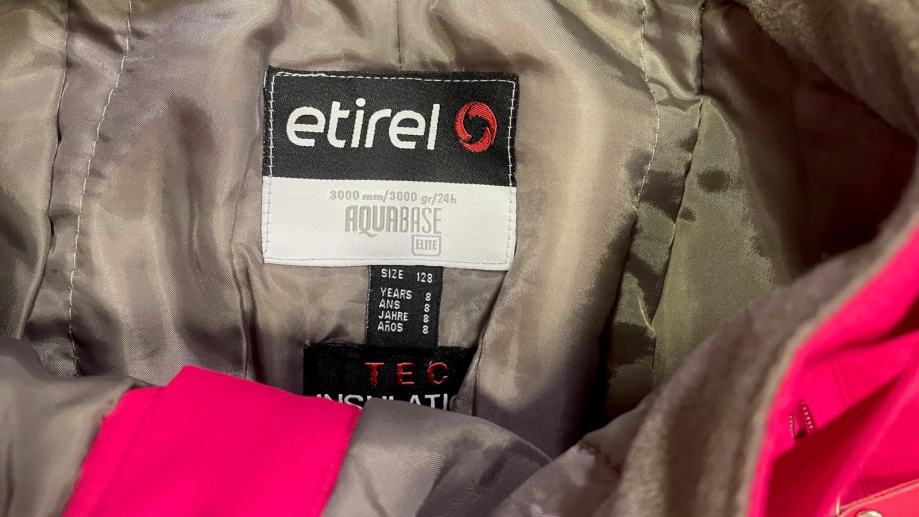 etirel
3000 mm/3000 gr/24h
AQUABASE
ELITE
SIZE 128
YEARS 8
ANS 8
JAHRE 8
AÑOS 8
TEC